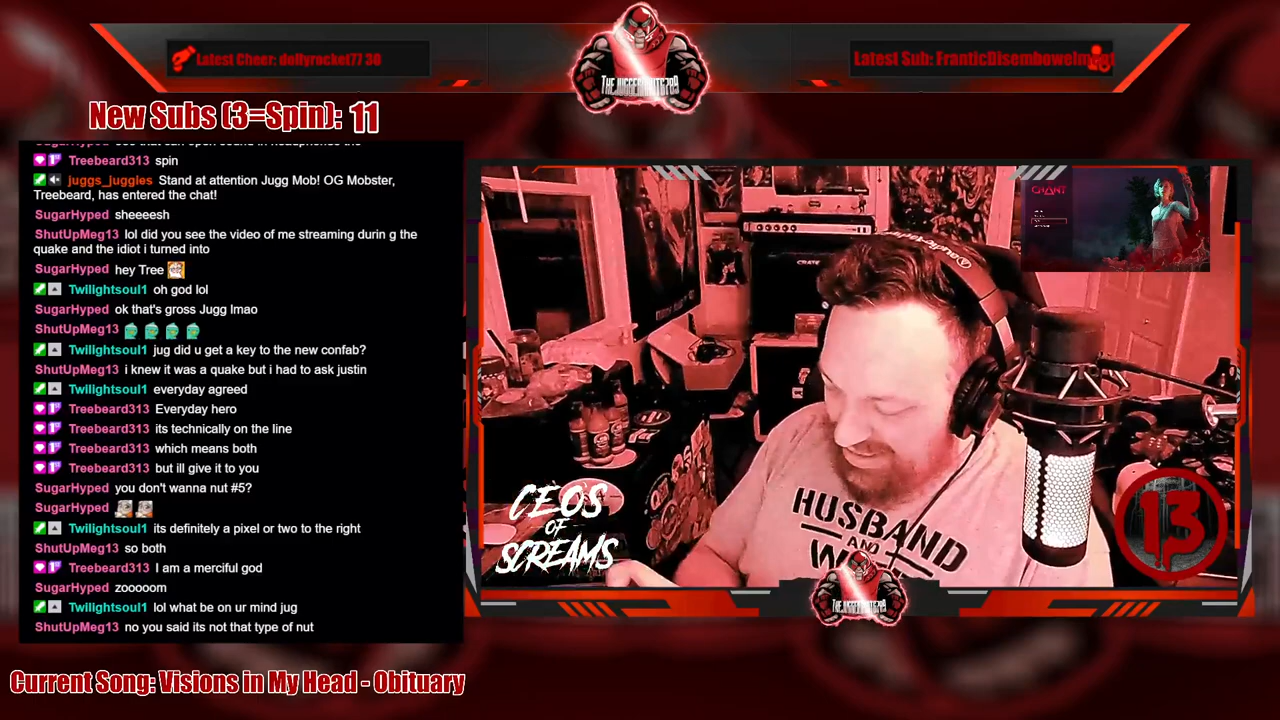 Latest Cheer: dollyrocket77 30
THEJUGGERNAUT6789
Latest Sub: FranticDisembowelment
New Subs (3=Spin): 11
Treebeard313 spin
juggs_juggies Stand at attention Jugg Mob! OG Mobster,
Treebeard, has entered the chat!
SugarHyped sheeeesh
ShutUpMeg13 lol did you see the video of me streaming durin g the
quake and the idiot i turned into
SugarHyped hey Tree
Twilightsoul1 oh god lol
SugarHyped ok that's gross Jugg lmao
ShutUpMeg13
Twilightsoul1 jug did u get a key to the new confab?
ShutUpMeg13 i knew it was a quake but i had to ask justin
Twilightsoul1 everyday agreed
Treebeard313 Everyday hero
Treebeard313 its technically on the line
Treebeard313 which means both
Treebeard313 but ill give it to you
SugarHyped you don't wanna nut #5?
SugarHyped
Twilightsoul1 its definitely a pixel or two to the right
ShutUpMeg13 so both
Treebeard313 I am a merciful god
SugarHyped zooooom
Twilightsoul1 lol what be on ur mind jug
ShutUpMeg13 no you said its not that type of nut
CRATE
audio-technica
CEOS
OF
SCREAMS
HUSBAND
AND
13
Current Song: Visions in My Head - Obituary